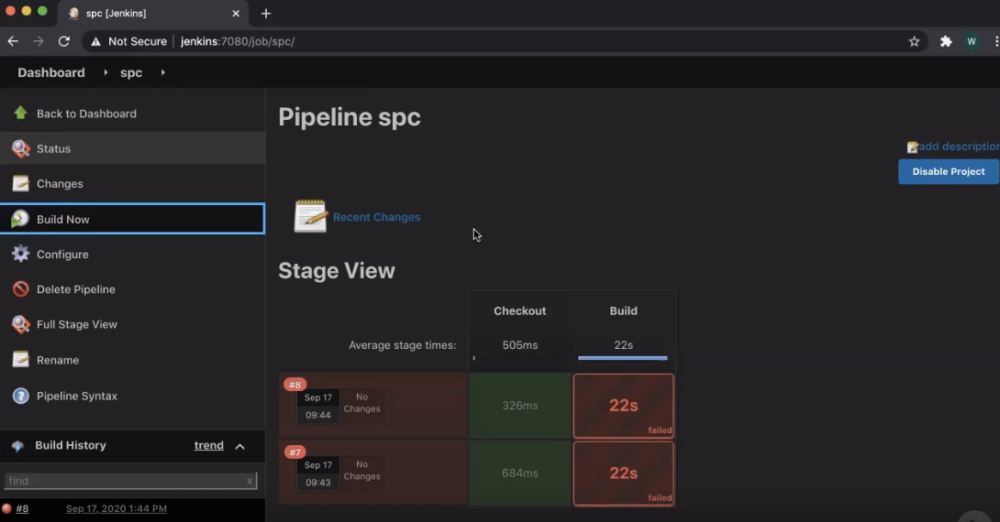 spc [Jenkins]
Not Secure jenkins:7080/job/spc/
W
Dashboard spc
Back to Dashboard
Status
Changes
Build Now
Configure
Delete Pipeline
Full Stage View
Rename
Pipeline Syntax
Build History trend
find x
#8 Sep 17, 2020 1:44 PM
Pipeline spc
add description
Disable Project
Recent Changes
Stage View
Checkout Build
Average stage times: 505ms 22s
#8
Sep 17
09:44
No
Changes
326ms
22s
failed
#7
Sep 17
09:43
No
Changes
684ms
22s
failed